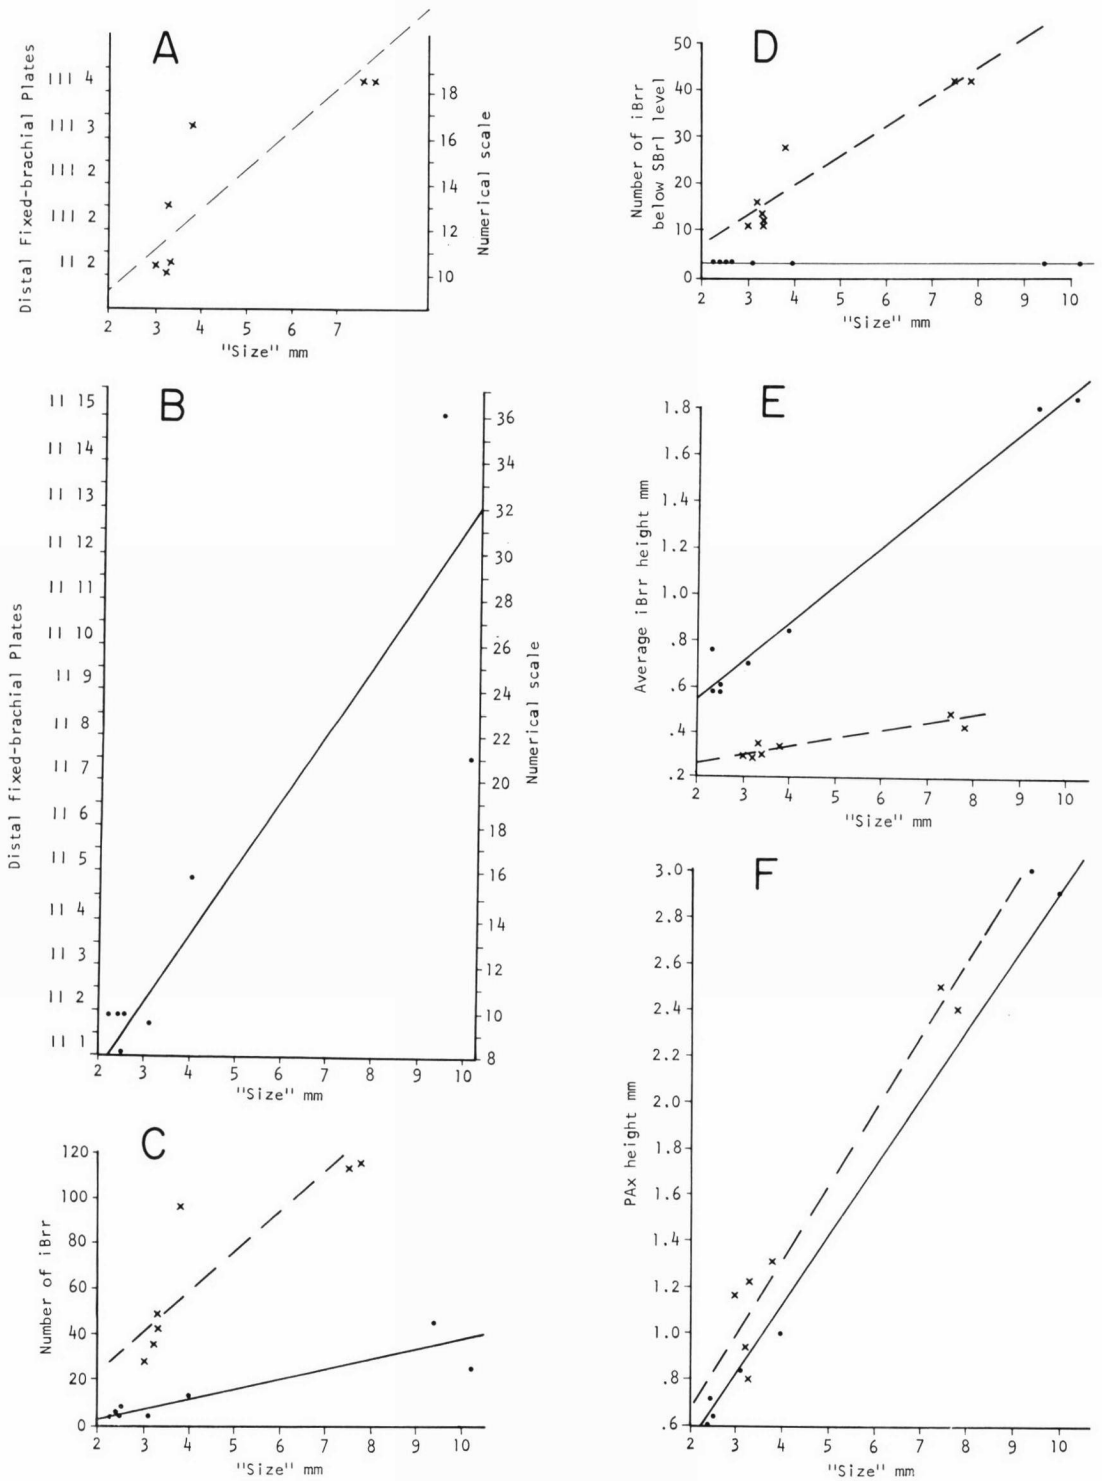 A
Distal Fixed-brachial Plates
III 4
III 3
III 2
III 2
II 2
18
16
14
12
10
Numerical scale
2 3 4 5 6 7
"Size" mm
B
Distal fixed-brachial Plates
II 15
II 14
II 13
II 12
II 11
II 10
II 9
II 8
II 7
II 6
II 5
II 4
II 3
II 2
II 1
36
34
32
30
28
26
24
22
20
18
16
14
12
10
8
Numerical scale
2 3 4 5 6 7 8 9 10
"Size" mm
C
Number of iBrr
120
100
80
60
40
20
0
2 3 4 5 6 7 8 9 10
"Size" mm
D
Number of iBrr
below SBr1 level
50
40
30
20
10
0
2 3 4 5 6 7 8 9 10
"Size" mm
E
Average iBrr height mm
1.8
1.6
1.4
1.2
1.0
.8
.6
.4
.2
2 3 4 5 6 7 8 9 10
"Size" mm
F
PAx height mm
3.0
2.8
2.6
2.4
2.2
2.0
1.8
1.6
1.4
1.2
1.0
.8
.6
2 3 4 5 6 7 8 9 10
"Size" mm